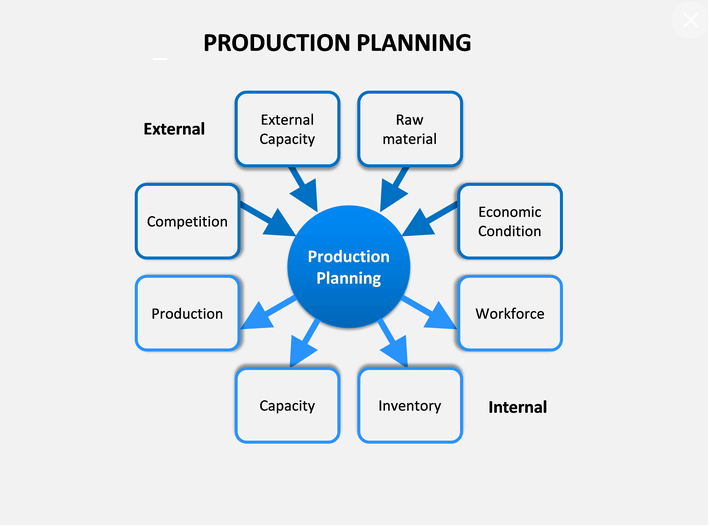 PRODUCTION PLANNING
External
External
Capacity
Raw
material
Competition
Economic
Condition
Production
Planning
Production
Workforce
Capacity
Inventory
Internal